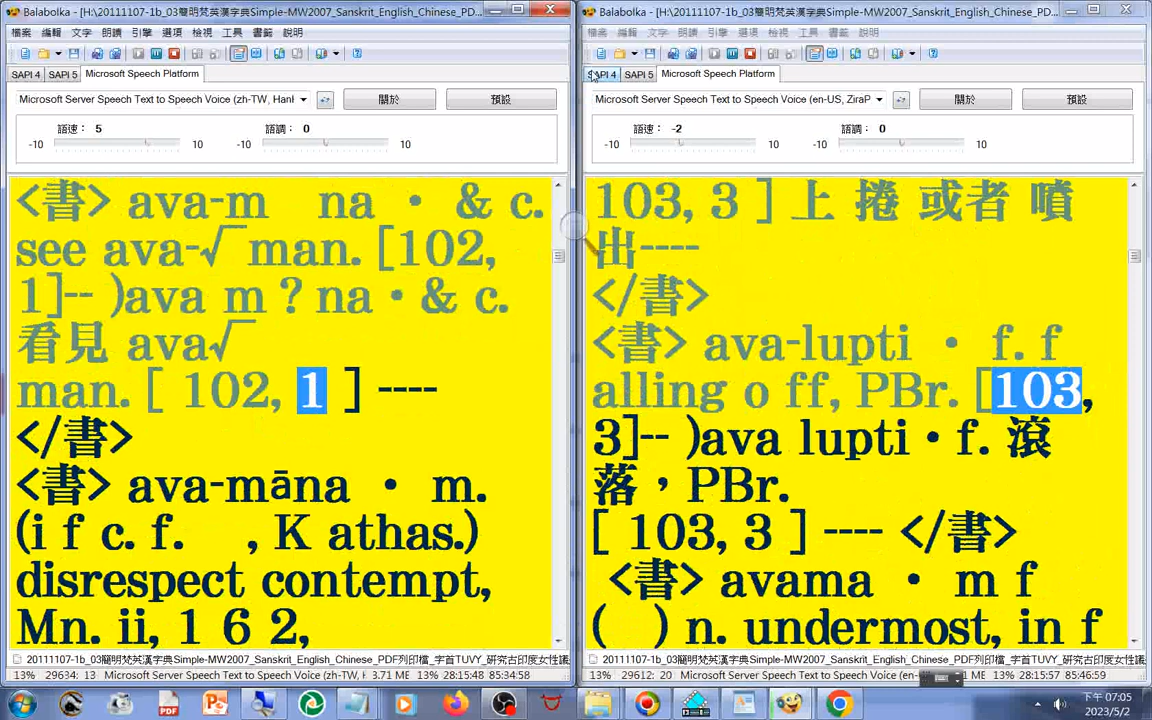 Balabolka - [H:\20111107-1b_03簡明梵英漢字典Simple-MW2007_Sanskrit_English_Chinese_PD...
檔案 編輯 文字 朗讀 引擎 選項 檢視 工具 書籤 說明
SAPI 4 SAPI 5 Microsoft Speech Platform
Microsoft Server Speech Text to Speech Voice (zh-TW, HanI
關於 預設
語速： 5 語調： 0
-10 10 -10 10
<書> ava-m na • & c.
see ava-√ man. [102,
1]-- )ava m ? na • & c.
看見 ava√
man. [ 102, 1 ] ----
</書>
<書> ava-māna • m.
(i f c. f. , K athas.)
disrespect contempt,
Mn. ii, 1 6 2,
20111107-1b_03簡明梵英漢字典Simple-MW2007_Sanskrit_English_Chinese_PDF列印檔_字首TUVY_研究古印度女性議
13% 29634: 13 Microsoft Server Speech Text to Speech Voice (zh-TW, H 3.71 ME 13% 28:15:48 85:34:58
Balabolka - [H:\20111107-1b_03簡明梵英漢字典Simple-MW2007_Sanskrit_English_Chinese_PDF...
檔案 編輯 文字 朗讀 引擎 選項 檢視 工具 書籤 說明
SAPI 4 SAPI 5 Microsoft Speech Platform
Microsoft Server Speech Text to Speech Voice (en-US, ZiraP
關於 預設
語速： -2 語調： 0
-10 10 -10 10
103, 3 ] 上 捲 或者 噴
出----
</書>
<書> ava-lupti • f. f
alling o ff, PBr. [103,
3]-- )ava lupti • f. 滾
落，PBr.
[ 103, 3 ] ---- </書>
<書> avama • m f
( ) n. undermost, in f
20111107-1b_03簡明梵英漢字典Simple-MW2007_Sanskrit_English_Chinese_PDF列印檔_字首TUVY_研究古印度女性議
13% 29612: 20 Microsoft Server Speech Text to Speech Voice (en- ME 13% 28:15:57 85:46:59
下午 07:05
2023/5/2